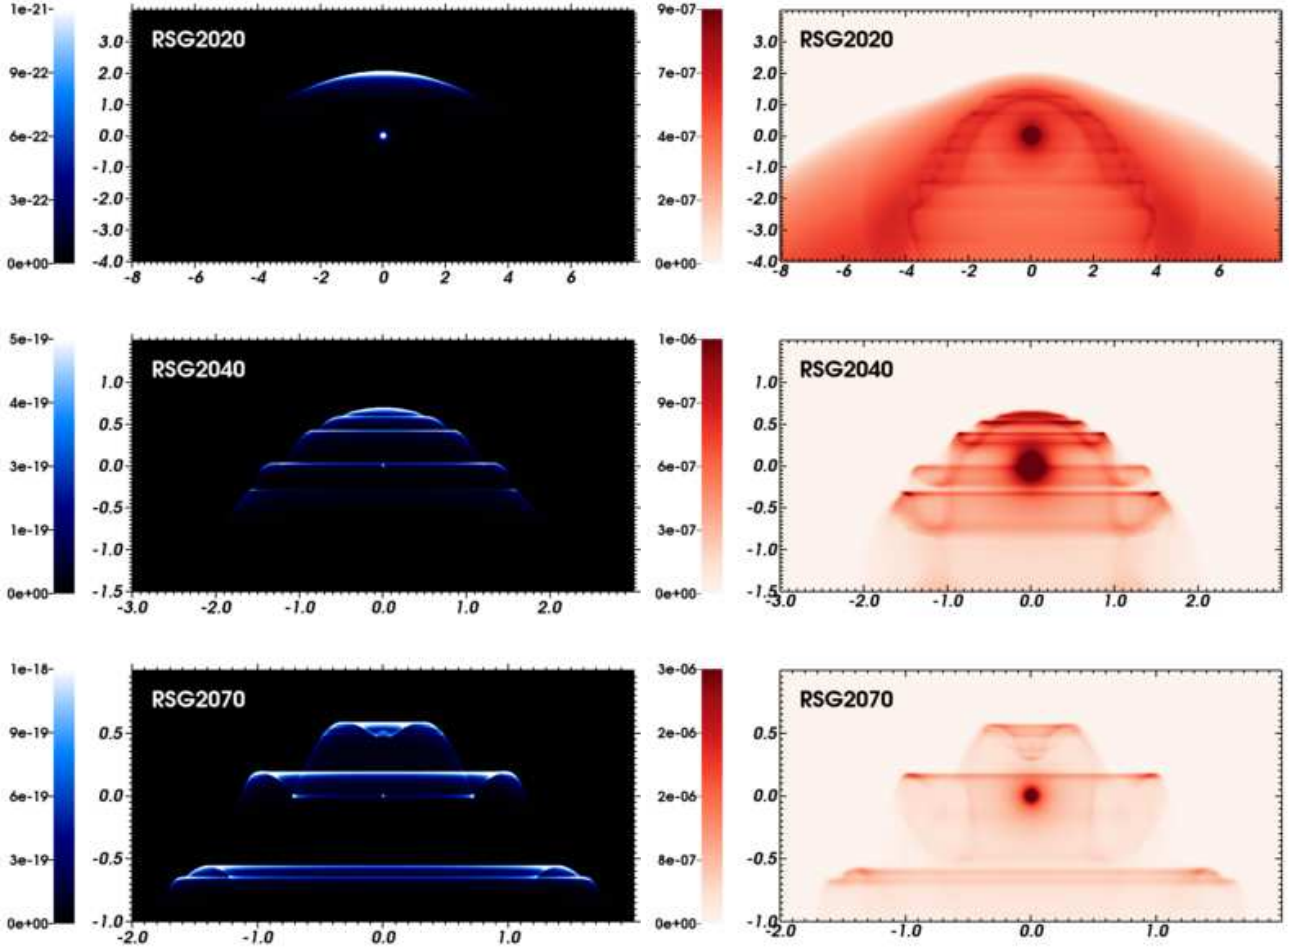 1e-21 RSG2020 9e-07 RSG2020
9e-22 3.0 7e-07 3.0
2.0 2.0
6e-22 1.0 4e-07 1.0
0.0 0.0
3e-22 -1.0 2e-07 -1.0
-2.0 -2.0
-3.0 -3.0
0e+00 -4.0 0e+00 -4.0
-8 -6 -4 -2 0 2 4 6 -8 -6 -4 -2 0 2 4 6
5e-19 RSG2040 1e-06 RSG2040
4e-19 1.0 9e-07 1.0
0.5 0.5
3e-19 0.0 6e-07 0.0
-0.5 -0.5
1e-19 -1.0 3e-07 -1.0
0e+00 -1.5 0e+00 -1.5
-3.0 -2.0 -1.0 0.0 1.0 2.0 -3.0 -2.0 -1.0 0.0 1.0 2.0
1e-18 RSG2070 3e-06 RSG2070
9e-19 0.5 2e-06 0.5
6e-19 0.0 2e-06 0.0
3e-19 -0.5 8e-07 -0.5
0e+00 -1.0 0e+00 -1.0
-2.0 -1.0 0.0 1.0 -2.0 -1.0 0.0 1.0